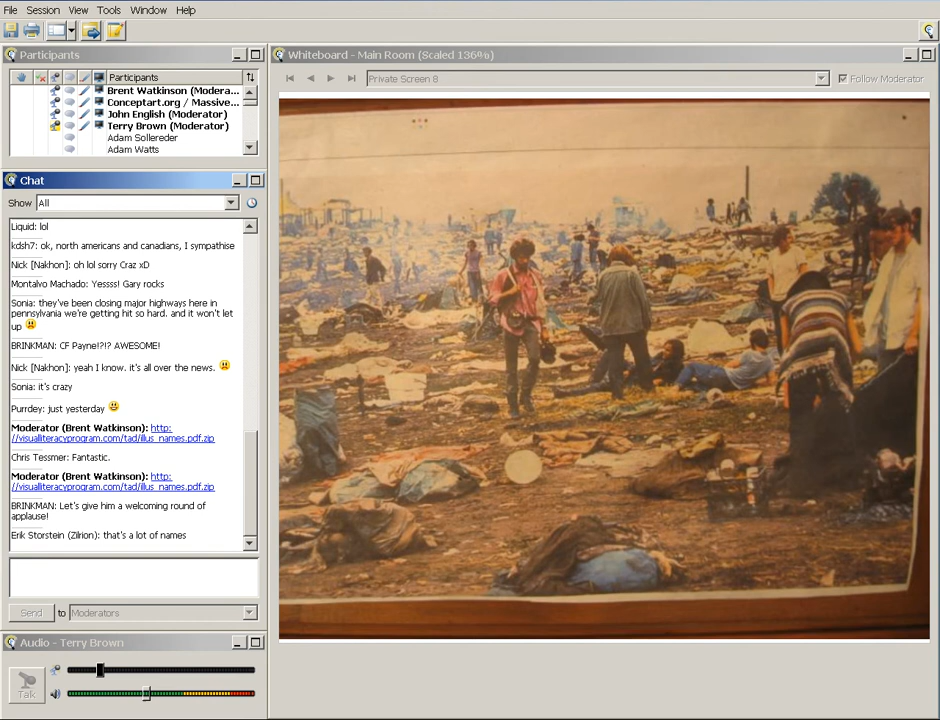 File Session View Tools Window Help
Participants
Whiteboard - Main Room (Scaled 136%)
Participants
Private Screen 8
Follow Moderator
Brent Watkinson (Modera...
Conceptart.org / Massive...
John English (Moderator)
Terry Brown (Moderator)
Adam Sollereder
Adam Watts
Chat
Show All
Liquid: lol
kdsh7: ok, north americans and canadians, I sympathise
Nick [Nakhon]: oh lol sorry Craz xD
Montalvo Machado: Yessss! Gary rocks
Sonia: they've been closing major highways here in
pennsylvania we're getting hit so hard. and it won't let
up
BRINKMAN: CF Payne!?!? AWESOME!
Nick [Nakhon]: yeah I know. it's all over the news.
Sonia: it's crazy
Purrdey: just yesterday
Moderator (Brent Watkinson): http:
//visualliteracyprogram.com/tad/illus_names.pdf.zip
Chris Tessmer: Fantastic.
Moderator (Brent Watkinson): http:
//visualliteracyprogram.com/tad/illus_names.pdf.zip
BRINKMAN: Let's give him a welcoming round of
applause!
Erik Storstein (Zilrion): that's a lot of names
Send to Moderators
Audio - Terry Brown
Talk